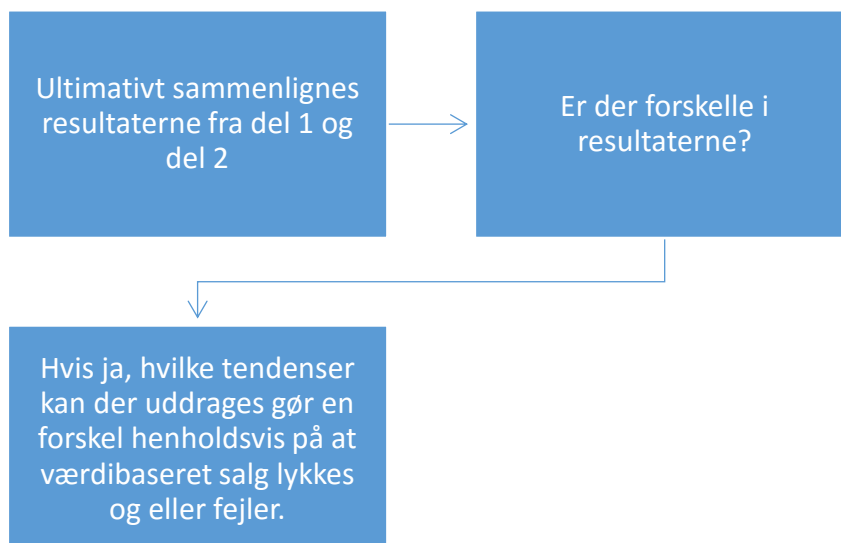 Ultimativt sammenlignes
resultaterne fra del 1 og
del 2
Er der forskelle i
resultaterne?
Hvis ja, hvilke tendenser
kan der uddrages gør en
forskel henholdsvis på at
værdibaseret salg lykkes
og eller fejler.